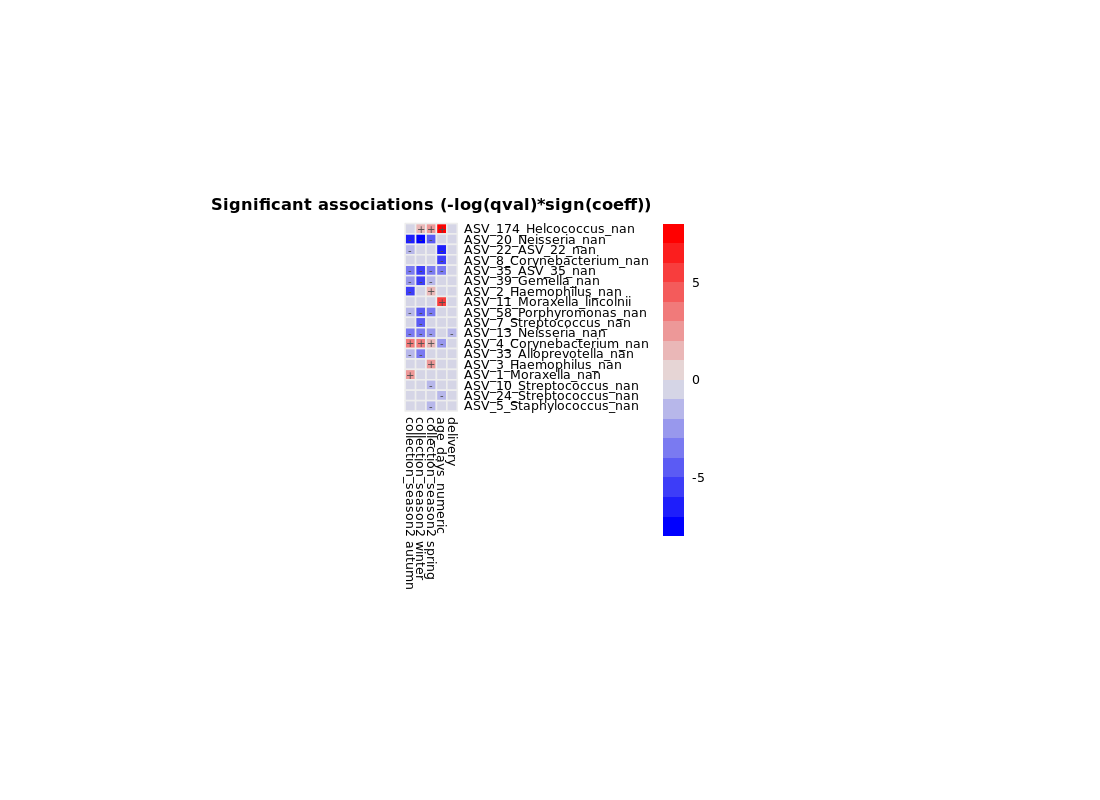 Significant associations (-log(qval)*sign(coeff))
ASV_174_Helcococcus_nan
ASV_20_Neisseria_nan
ASV_22_ASV_22_nan
ASV_8_Corynebacterium_nan
ASV_35_ASV_35_nan
ASV_39_Gemella_nan
ASV_2_Haemophilus_nan
ASV_11_Moraxella_lincolnii
ASV_58_Porphyromonas_nan
ASV_7_Streptococcus_nan
ASV_13_Neisseria_nan
ASV_4_Corynebacterium_nan
ASV_33_Alloprevotella_nan
ASV_3_Haemophilus_nan
ASV_1_Moraxella_nan
ASV_10_Streptococcus_nan
ASV_24_Streptococcus_nan
ASV_5_Staphylococcus_nan
collection_season2 autumn
collection_season2 winter
collection_season2 spring
age_days_numeric
delivery
5
0
-5